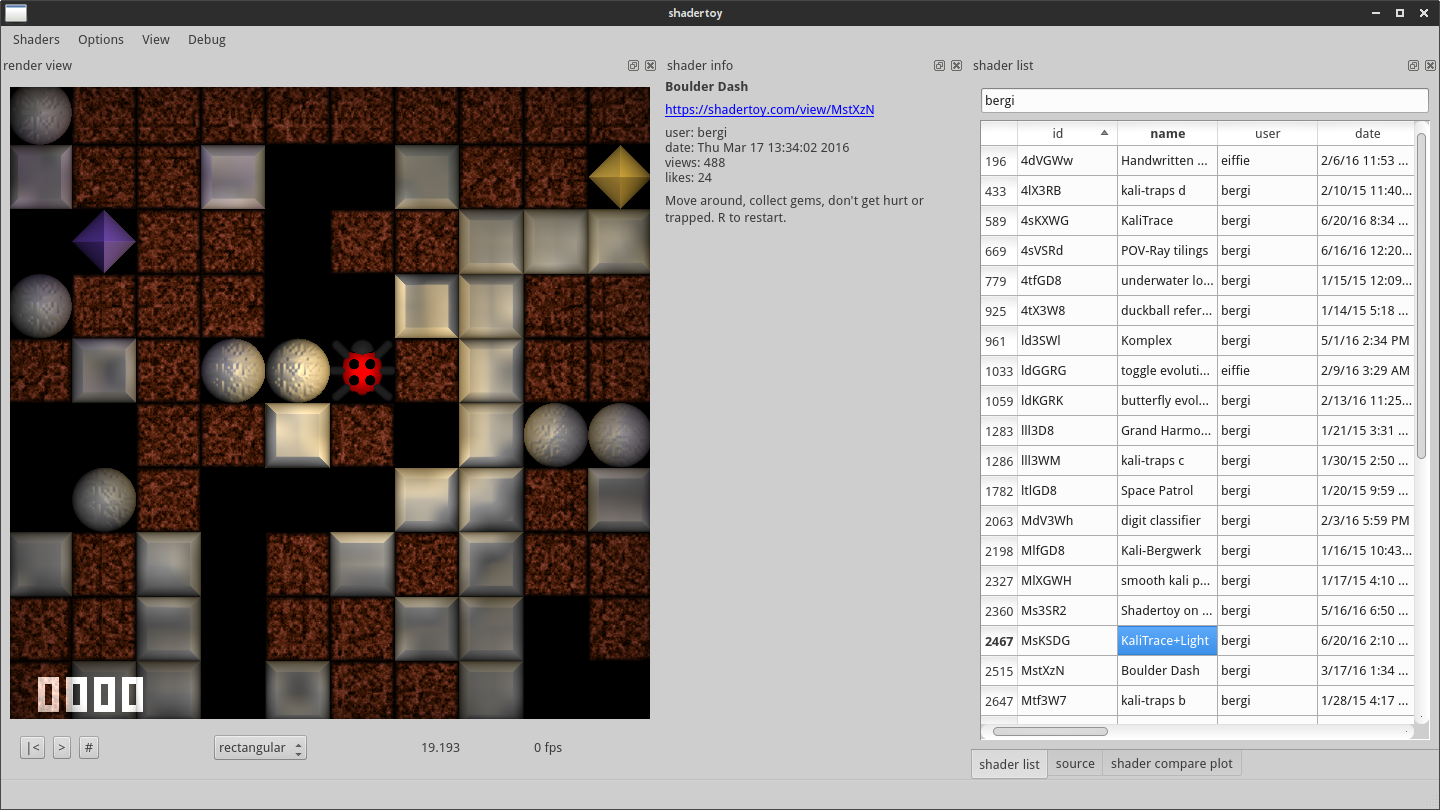 shadertoy
Shaders Options View Debug
render view
0000
|< > # rectangular 19.193 0 fps
shader info
Boulder Dash
https://shadertoy.com/view/MstXzN
user: bergi
date: Thu Mar 17 13:34:02 2016
views: 488
likes: 24
Move around, collect gems, don't get hurt or
trapped. R to restart.
shader list
bergi
id name user date
196 4dVGWw Handwritten ... eiffie 2/6/16 11:53 ...
433 4lX3RB kali-traps d bergi 2/10/15 11:40...
589 4sKXWG KaliTrace bergi 6/20/16 8:34 ...
669 4sVSRd POV-Ray tilings bergi 6/16/16 12:20...
779 4tfGD8 underwater lo... bergi 1/15/15 12:09...
925 4tX3W8 duckball refer... bergi 1/14/15 5:18 ...
961 ld3SWl Komplex bergi 5/1/16 2:34 PM
1033 ldGGRG toggle evoluti... eiffie 2/9/16 3:29 AM
1059 ldKGRK butterfly evol... bergi 2/13/16 11:25...
1283 lll3D8 Grand Harmo... bergi 1/21/15 3:31 ...
1286 lll3WM kali-traps c bergi 1/30/15 2:50 ...
1782 ltlGD8 Space Patrol bergi 1/20/15 9:59 ...
2063 MdV3Wh digit classifier bergi 2/3/16 5:59 PM
2198 MlfGD8 Kali-Bergwerk bergi 1/16/15 10:43...
2327 MlXGWH smooth kali p... bergi 1/17/15 4:10 ...
2360 Ms3SR2 Shadertoy on ... bergi 5/16/16 6:50 ...
2467 MsKSDG KaliTrace+Light bergi 6/20/16 2:10 ...
2515 MstXzN Boulder Dash bergi 3/17/16 1:34 ...
2647 Mtf3W7 kali-traps b bergi 1/28/15 4:17 ...
shader list source shader compare plot